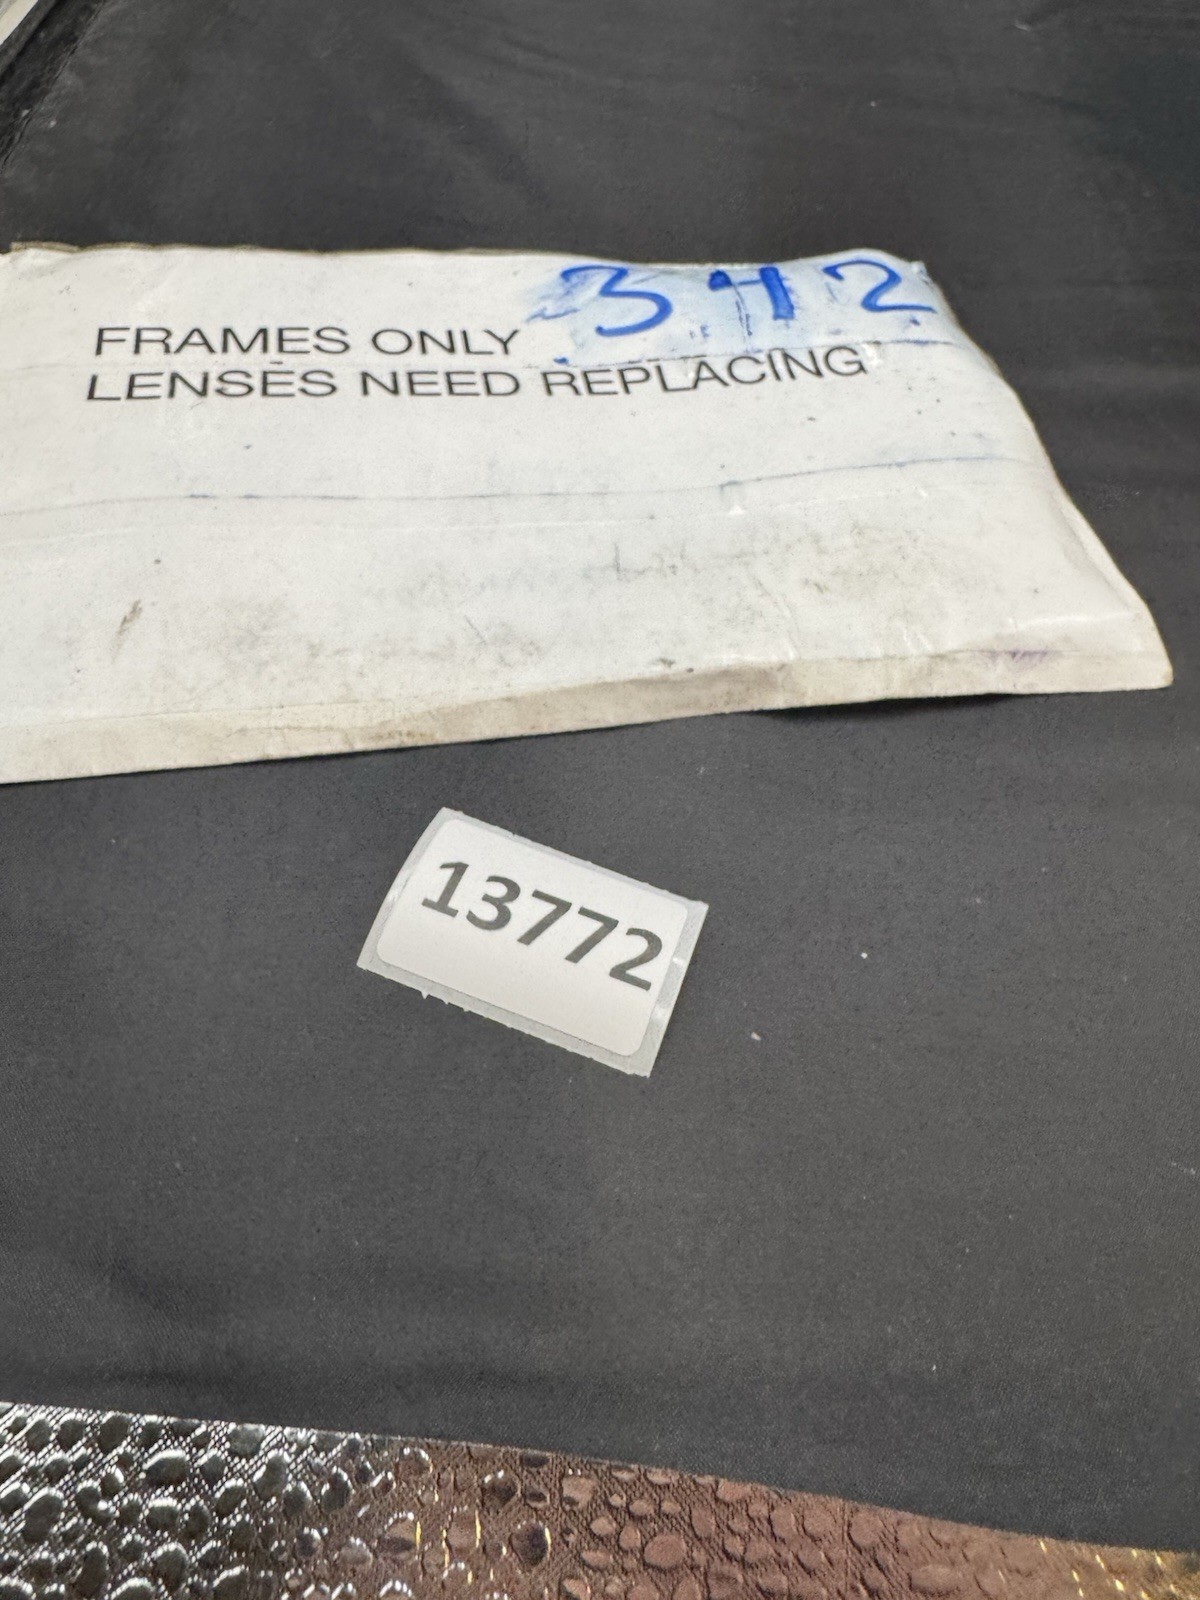 342
FRAMES ONLY
LENSES NEED REPLACING
13772